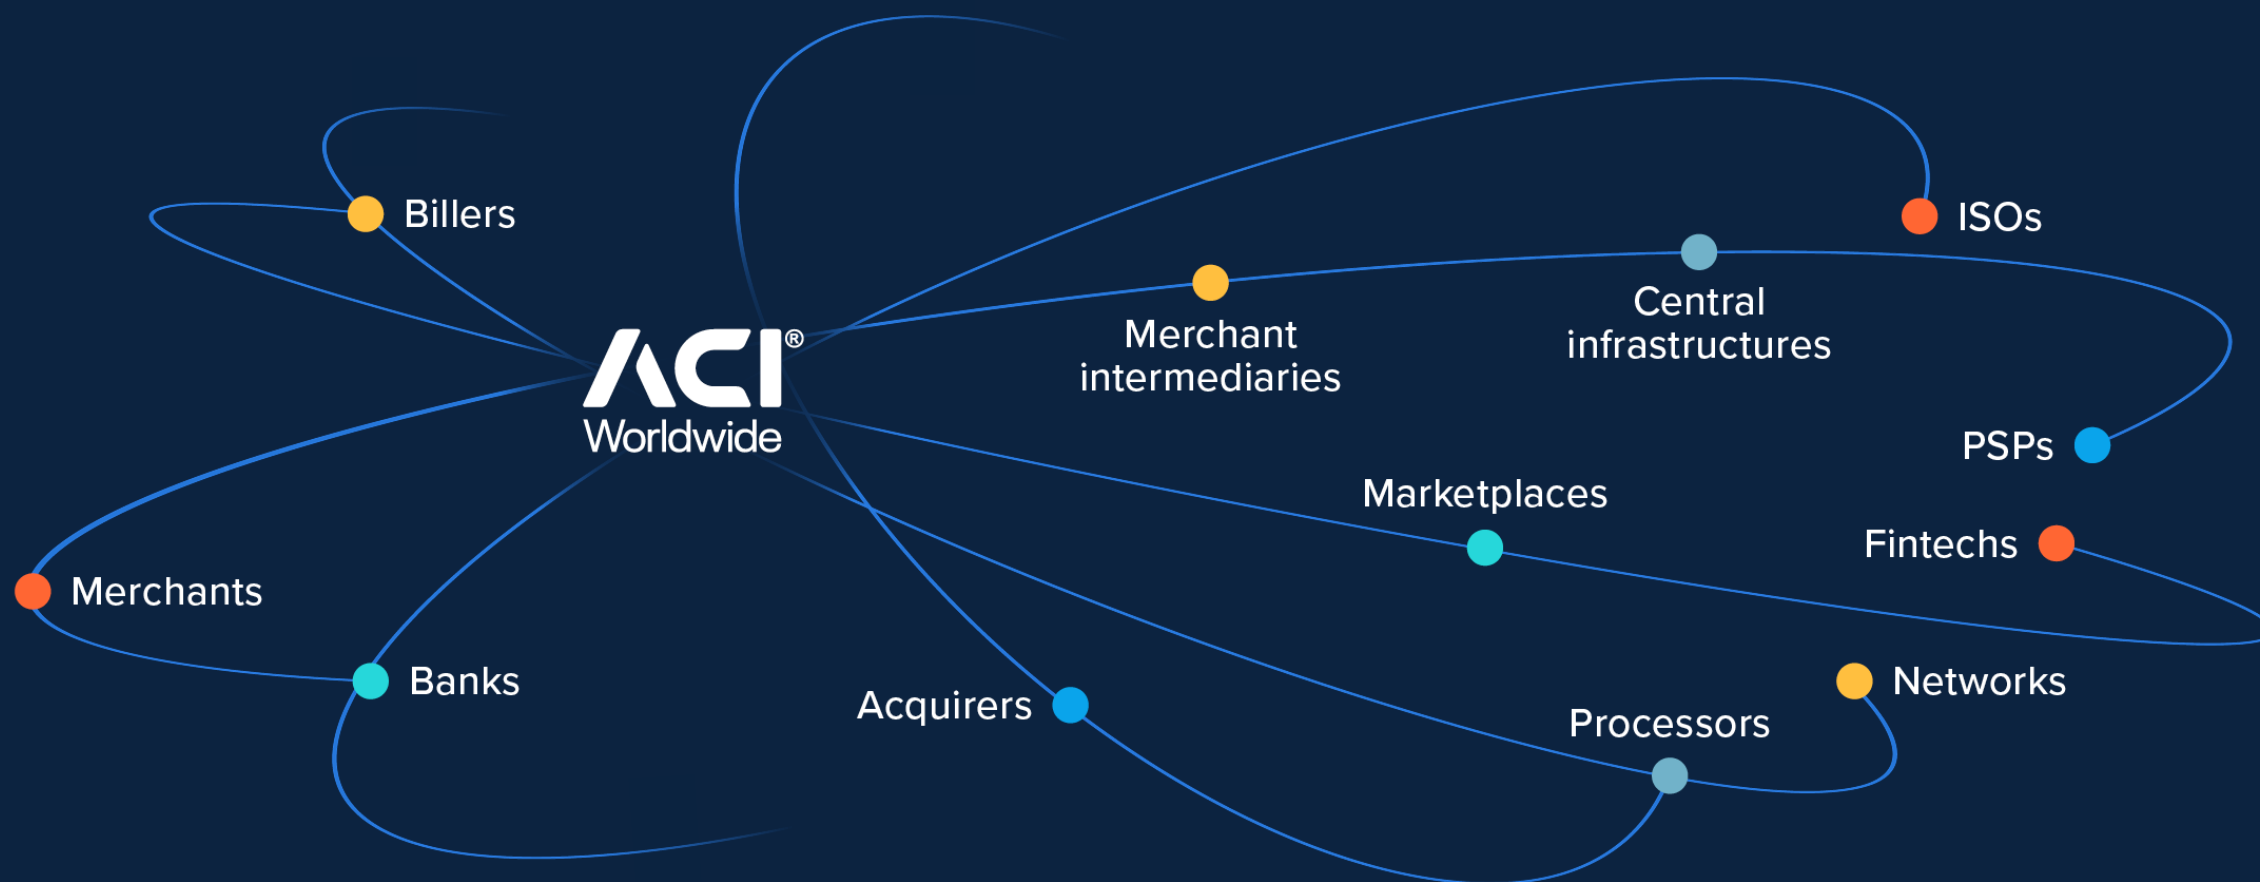 Billers
ISOs
ACI®
Worldwide
Merchant
intermediaries
Central
infrastructures
PSPs
Marketplaces
Fintechs
Merchants
Banks
Acquirers
Processors
Networks